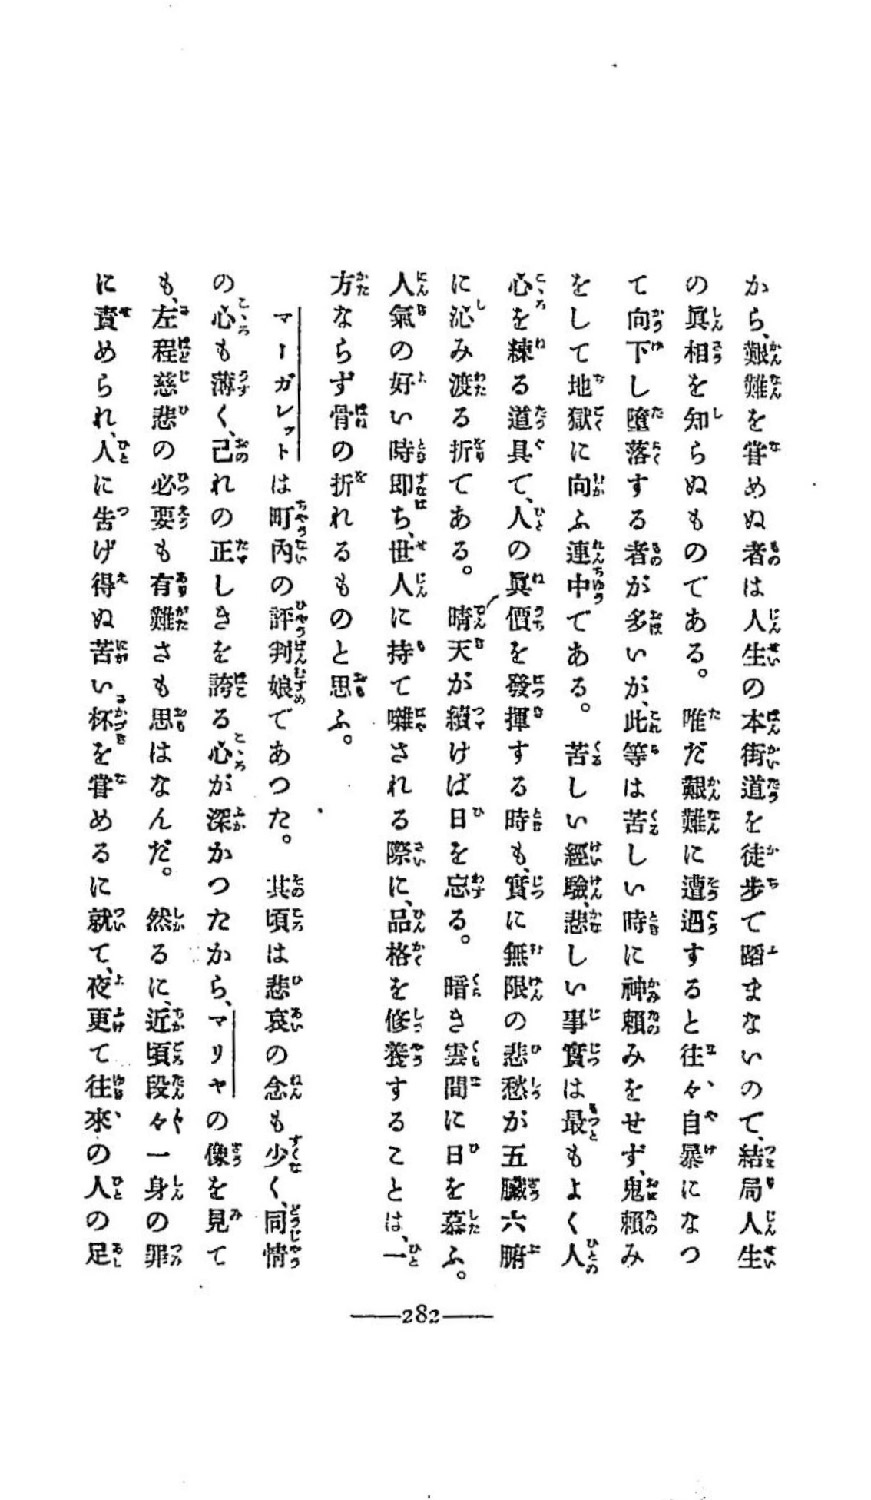 から、艱難を甞めぬ者は人生の本街道を徒歩て踏まないので、結局人生
の眞相を知らぬものである。唯だ艱難に遭遇すると往々、自暴になつ
て向下し墮落する者が多いが、此等は苦しい時に神頼みをせず、鬼頼み
をして地獄に向ふ連中である。苦しい經驗、悲しい事實は最もよく人
心を練る道具て、人の眞價を發揮する時も、實に無限の悲愁が五臟六腑
に沁み渡る折てある。晴天が續けば日を忘る。暗き雲間に日を慕ふ。
人氣の好い時即ち、世人に持て囃される際に、品格を修養することは、一
方ならず骨の折れるものと思ふ。
マーガレットは町内の評判娘であつた。其頃は悲哀の念も少く、同情
の心も薄く、己れの正しきを誇る心が深かつたから、マリヤの像を見て
も、左程慈悲の必要も有難さも思はなんだ。然るに、近頃段々一身の罪
に責められ、人に告げ得ぬ苦い杯を甞めるに就て、夜更て往來の人の足
282